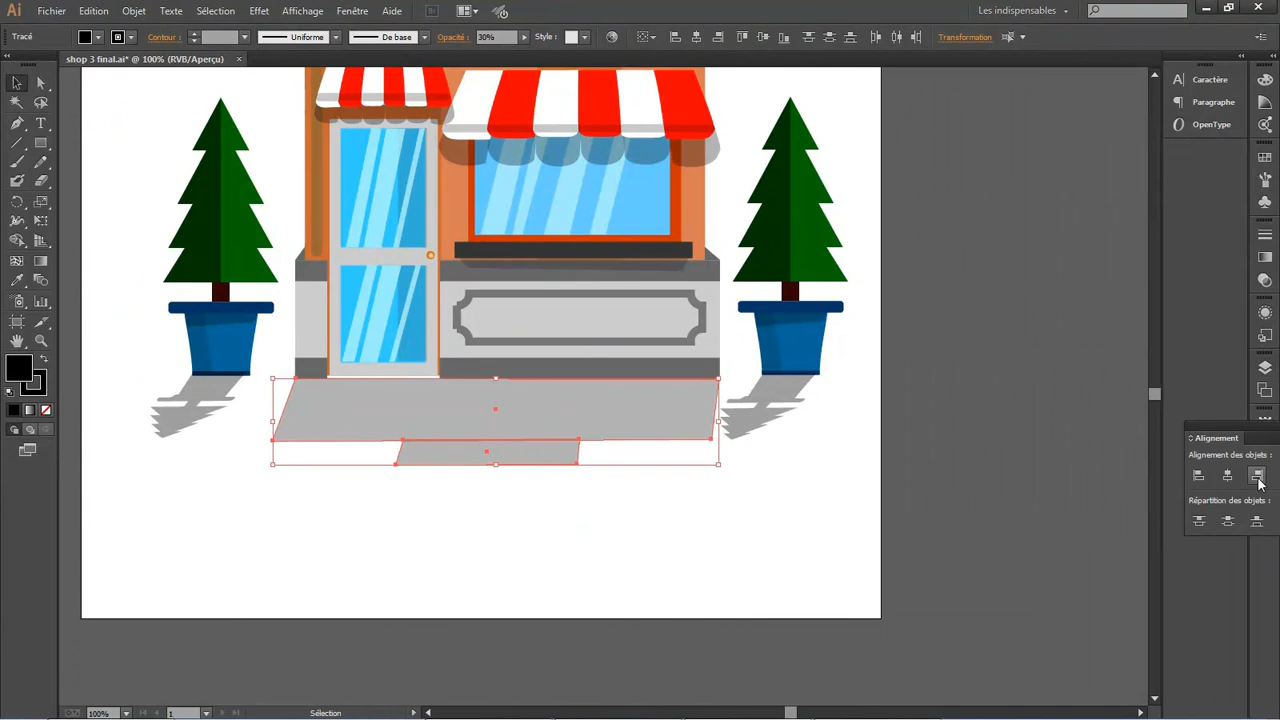 Ai Fichier Edition Objet Texte Sélection Effet Affichage Fenêtre Aide Br Les indispensables
Tracé Contour : Uniforme De base Opacité : 30% Style : Transformation
shop 3 final.ai* @ 100% (RVB/Aperçu) ×
Caractère
Paragraphe
OpenType
Alignement
Alignement des objets :
Répartition des objets :
100% 1 Sélection